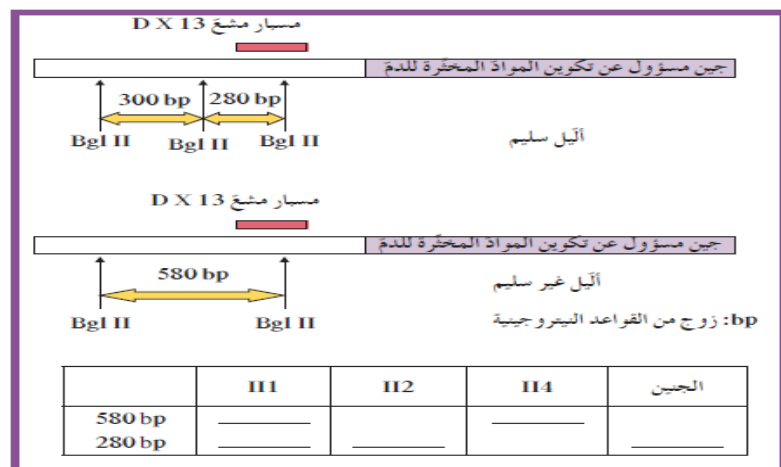 مسبار مشعّ D X 13
جين مسؤول عن تكوين الموادّ المخثّرة للدمّ
300 bp 280 bp
Bgl II Bgl II Bgl II
أليل سليم
مسبار مشعّ D X 13
جين مسؤول عن تكوين الموادّ المخثّرة للدمّ
580 bp
أليل غير سليم
Bgl II Bgl II
bp: زوج من القواعد النيتروجينية
II1 II2 II4 الجنين
580 bp
280 bp